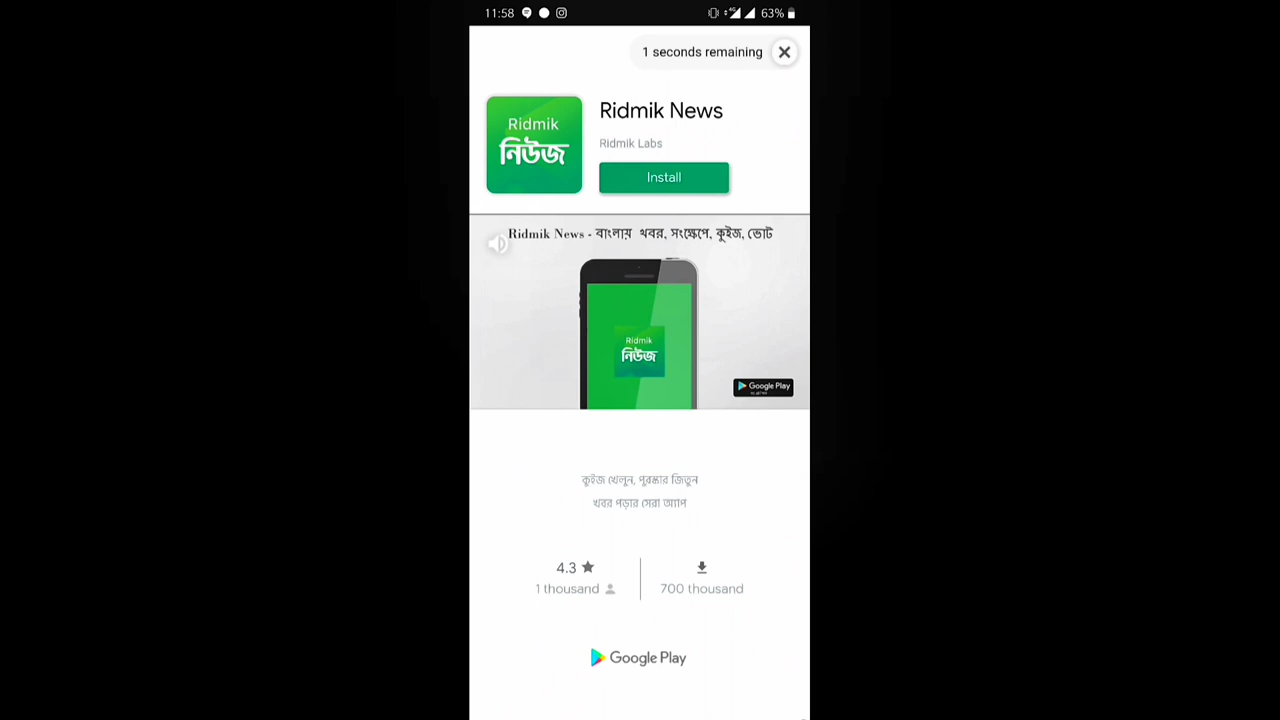 11:58
4G
63%
1 seconds remaining
Ridmik
নিউজ
Ridmik News
Ridmik Labs
Install
Ridmik News - বাংলায় খবর, সংক্ষেপে, কুইজ, ভোট
Ridmik
নিউজ
Google Play
কুইজ খেলুন, পুরস্কার জিতুন
খবর পড়ার সেরা অ্যাপ
4.3
1 thousand
700 thousand
Google Play